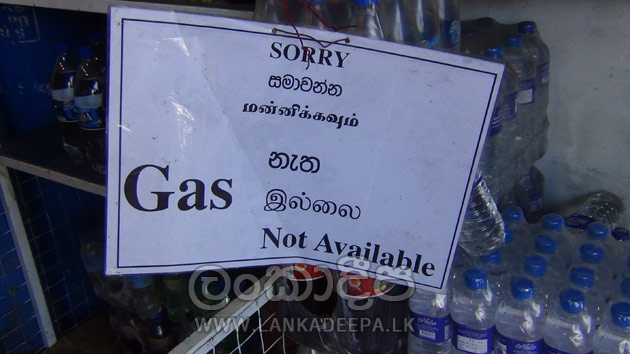 SORRY
සමාවන්න
மன்னிக்கவும்
Gas
නැත
இல்லை
Not Available
ලංකාදීප
WWW.LANKADEEPA.LK